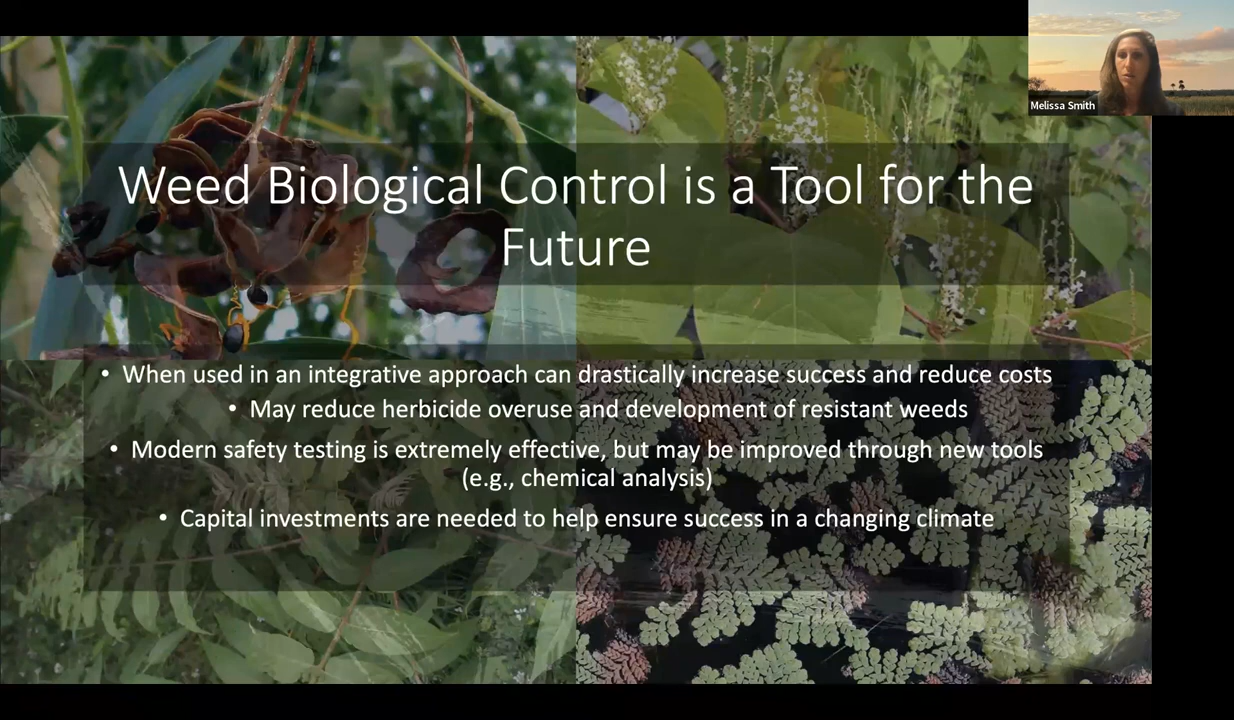 Melissa Smith
Weed Biological Control is a Tool for the
Future
• When used in an integrative approach can drastically increase success and reduce costs
• May reduce herbicide overuse and development of resistant weeds
• Modern safety testing is extremely effective, but may be improved through new tools
(e.g., chemical analysis)
• Capital investments are needed to help ensure success in a changing climate